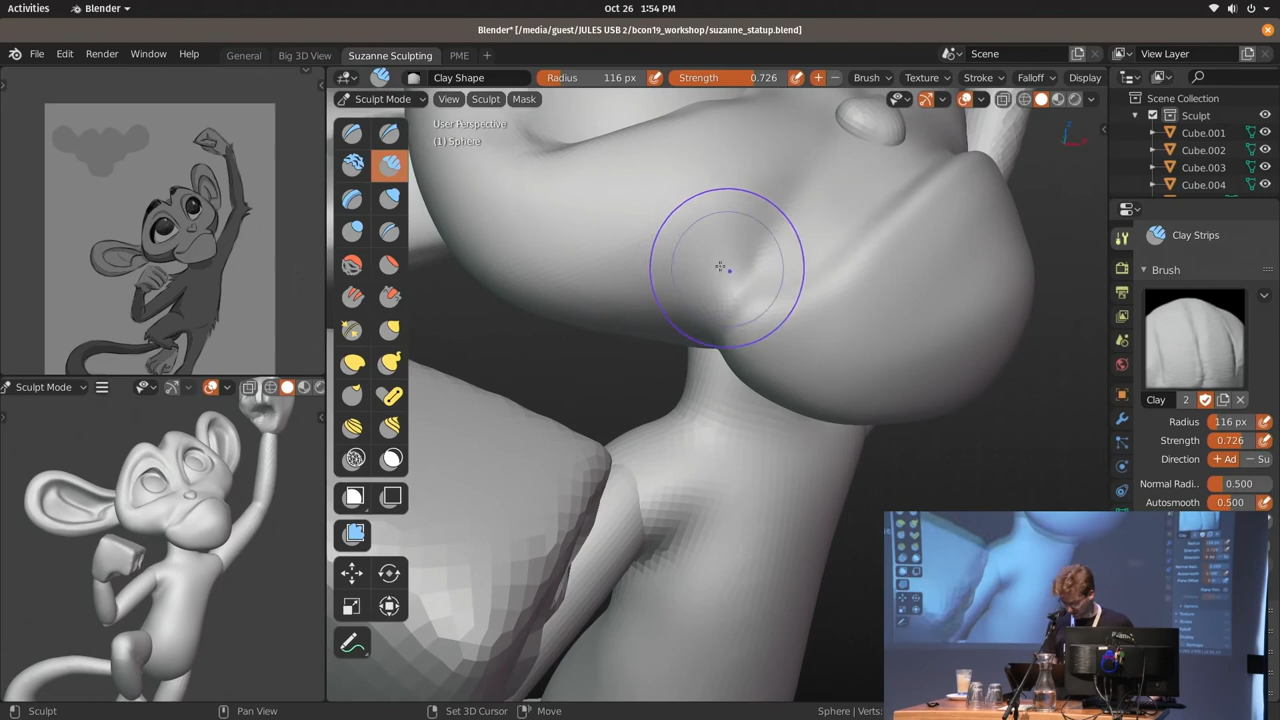 Activities
Blender
Oct 26  1:54 PM
Blender* [/media/guest/JULES USB 2/bcon19_workshop/suzanne_statup.blend]
File Edit Render Window Help
General Big 3D View Suzanne Sculpting PME +
Scene
View Layer
Clay Shape
Radius 116 px
Strength 0.726
Brush Texture Stroke Falloff Display
Sculpt Mode View Sculpt Mask
User Perspective
(1) Sphere
Z
Scene Collection
Sculpt
Cube.001
Cube.002
Cube.003
Cube.004
Clay Strips
Brush
Clay 2
Radius 116 px
Strength 0.726
Direction + Ad — Su
Normal Radi.. 0.500
Autosmooth 0.500
Sculpt Mode
Sculpt
Pan View
Set 3D Cursor
Move
Sphere | Verts: